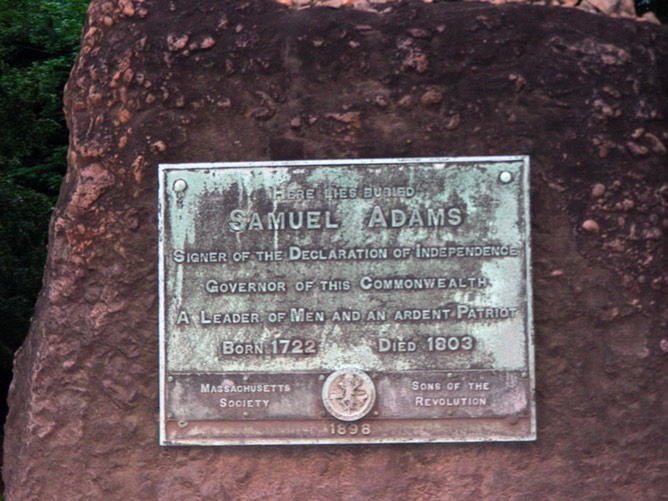 HERE LIES BURIED
SAMUEL ADAMS
SIGNER OF THE DECLARATION OF INDEPENDENCE
GOVERNOR OF THIS COMMONWEALTH
A LEADER OF MEN AND AN ARDENT PATRIOT
BORN 1722 DIED 1803
MASSACHUSETTS SOCIETY
SONS OF THE REVOLUTION
1898